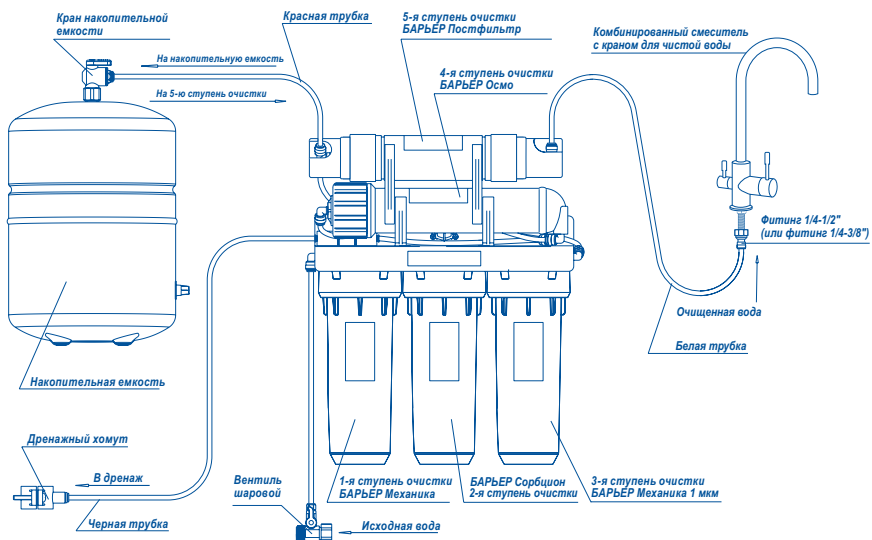 Кран накопительной
емкости
Красная трубка
5-я ступень очистки
БАРЬЕР Постфильтр
Комбинированный смеситель
с краном для чистой воды
На накопительную емкость
4-я ступень очистки
БАРЬЕР Осмо
На 5-ю ступень очистки
Фитинг 1/4-1/2"
(или фитинг 1/4-3/8")
Очищенная вода
Белая трубка
Накопительная емкость
Дренажный хомут
В дренаж
Черная трубка
Вентиль
шаровой
1-я ступень очистки
БАРЬЕР Механика
БАРЬЕР Сорбцион
2-я ступень очистки
3-я ступень очистки
БАРЬЕР Механика 1 мкм
Исходная вода